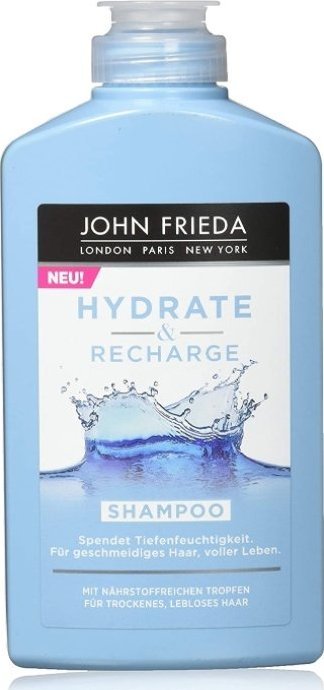 JOHN FRIEDA
LONDON PARIS NEW YORK
NEU!
HYDRATE
&
RECHARGE
SHAMPOO
Spendet Tiefenfeuchtigkeit.
Für geschmeidiges Haar, voller Leben.
MIT NÄHRSTOFFREICHEN TROPFEN
FÜR TROCKENES, LEBLOSES HAAR